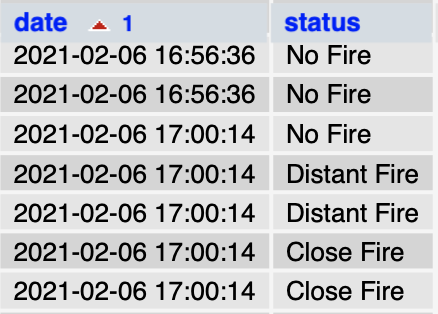 date 1 status
2021-02-06 16:56:36 No Fire
2021-02-06 16:56:36 No Fire
2021-02-06 17:00:14 No Fire
2021-02-06 17:00:14 Distant Fire
2021-02-06 17:00:14 Distant Fire
2021-02-06 17:00:14 Close Fire
2021-02-06 17:00:14 Close Fire